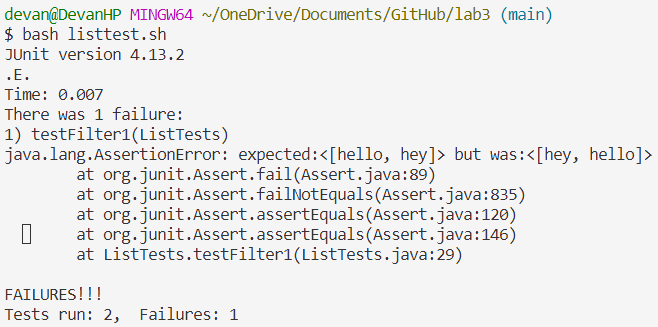 devan@DevanHP MINGW64 ~/OneDrive/Documents/GitHub/lab3 (main)
$ bash listtest.sh
JUnit version 4.13.2
.E.
Time: 0.007
There was 1 failure:
1) testFilter1(ListTests)
java.lang.AssertionError: expected:<[hello, hey]> but was:<[hey, hello]>
        at org.junit.Assert.fail(Assert.java:89)
        at org.junit.Assert.failNotEquals(Assert.java:835)
        at org.junit.Assert.assertEquals(Assert.java:120)
        at org.junit.Assert.assertEquals(Assert.java:146)
        at ListTests.testFilter1(ListTests.java:29)

FAILURES!!!
Tests run: 2,  Failures: 1